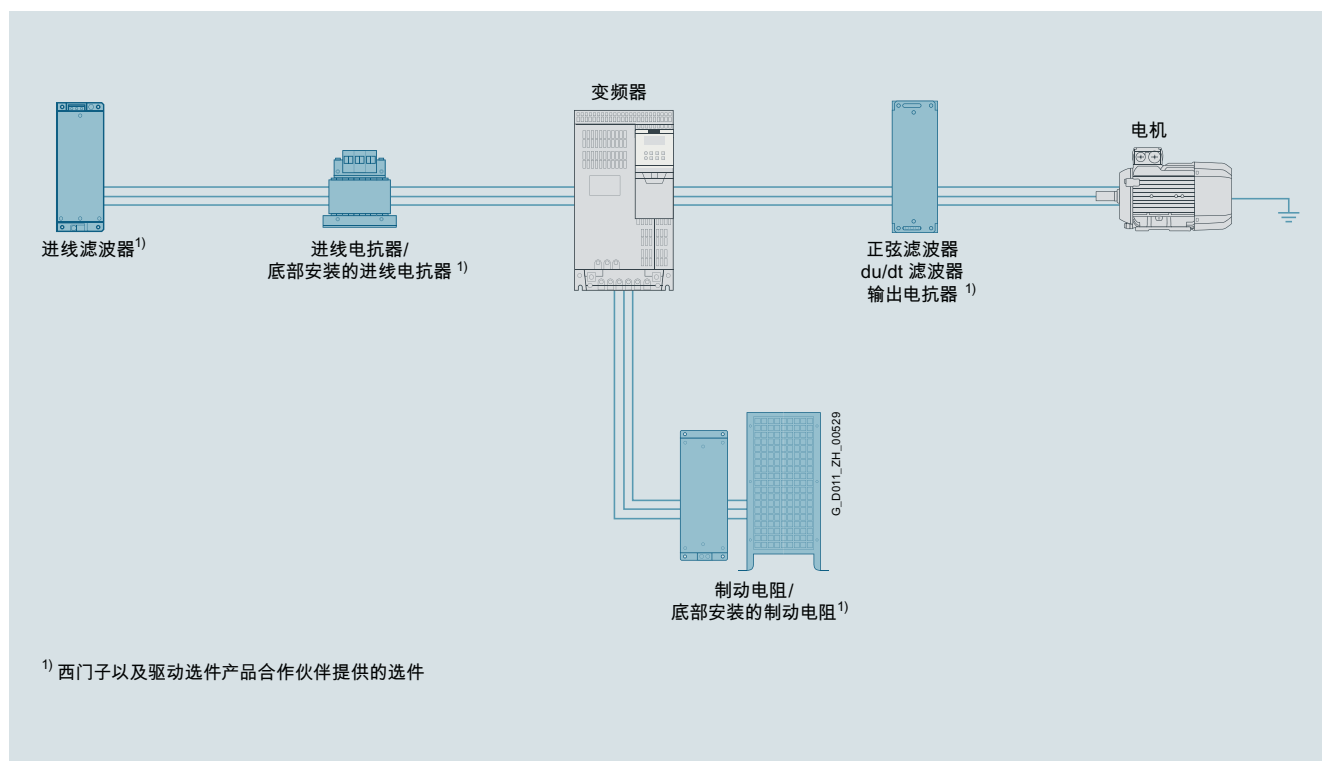 变频器
电机
进线滤波器1)
进线电抗器/
底部安装的进线电抗器 1)
正弦滤波器
du/dt 滤波器
输出电抗器 1)
G_D011_ZH_00529
制动电阻/
底部安装的制动电阻1)
1) 西门子以及驱动选件产品合作伙伴提供的选件